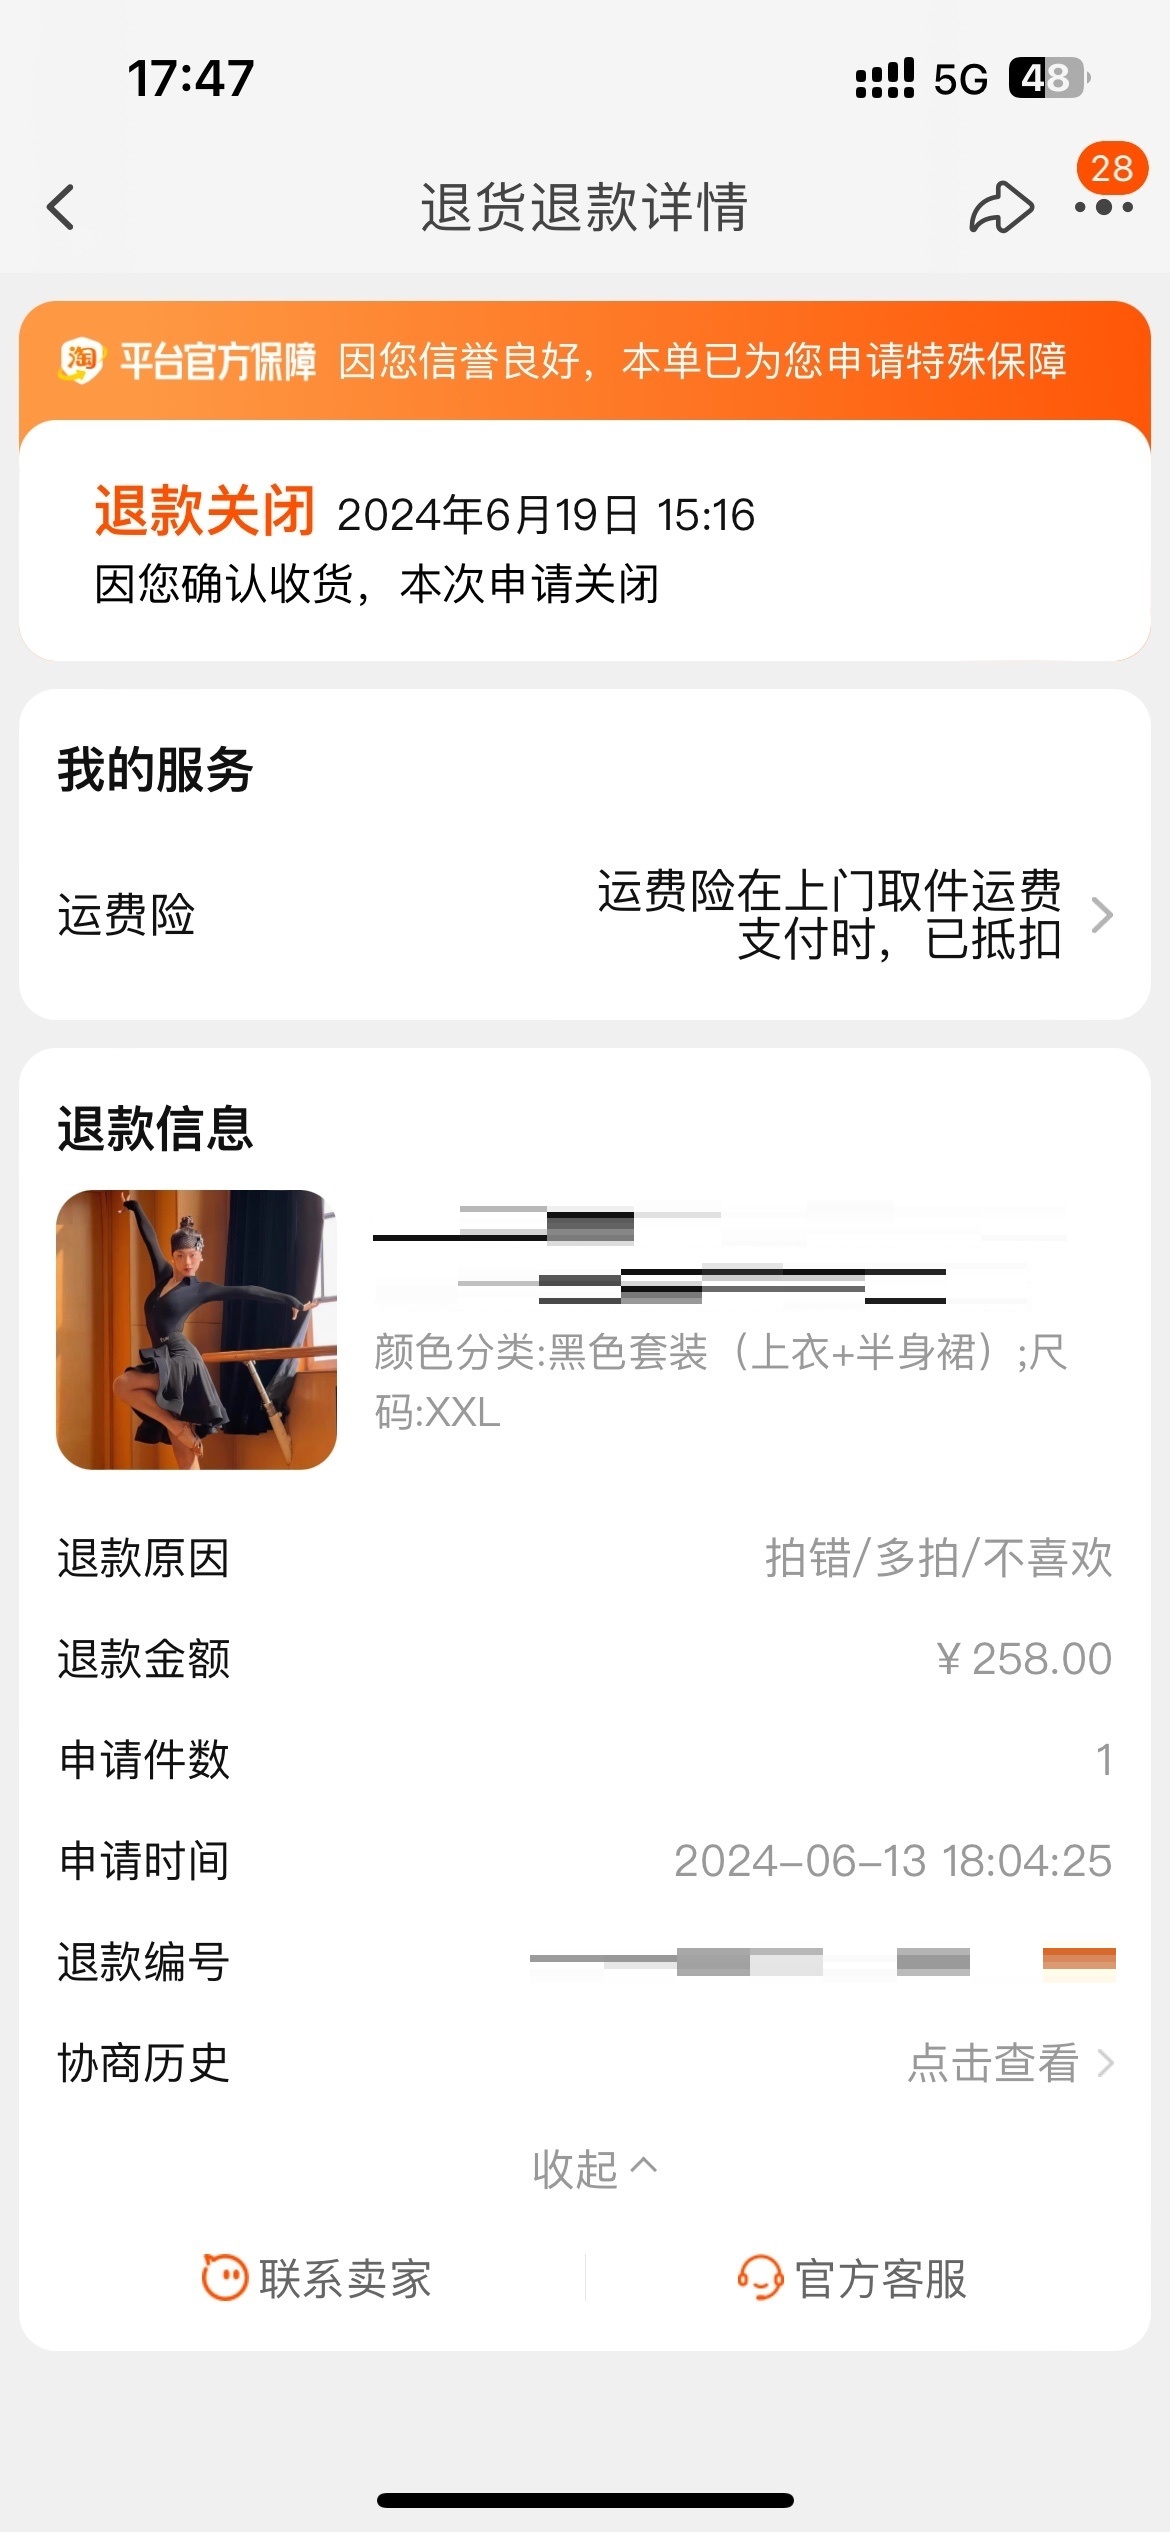 17:47
5G 48
28
退货退款详情
淘 平台官方保障 因您信誉良好，本单已为您申请特殊保障
退款关闭 2024年6月19日 15:16
因您确认收货，本次申请关闭
我的服务
运费险
运费险在上门取件运费
支付时，已抵扣
退款信息
颜色分类:黑色套装（上衣+半身裙）;尺
码:XXL
退款原因 拍错/多拍/不喜欢
退款金额 ¥ 258.00
申请件数 1
申请时间 2024-06-13 18:04:25
退款编号
协商历史 点击查看
收起
联系卖家 官方客服